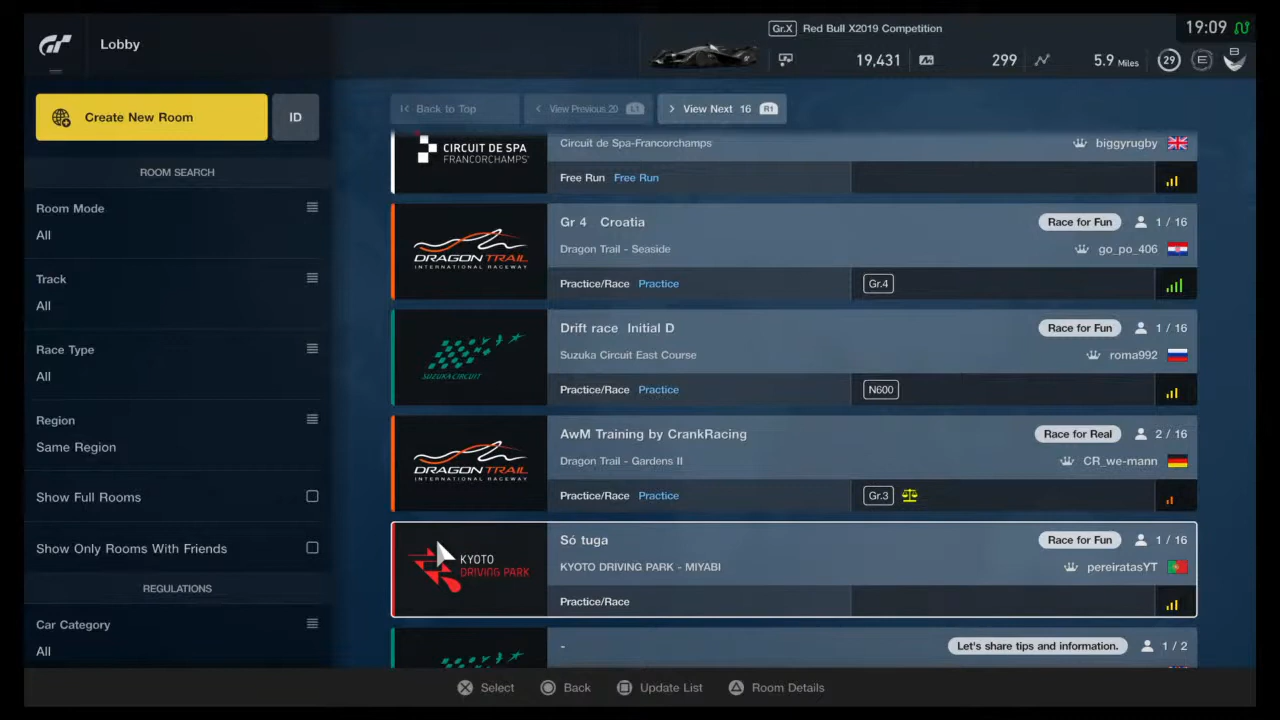 Lobby
Gr.X Red Bull X2019 Competition
19:09
19,431 299 5.9 Miles 29 E B
Create New Room ID
ROOM SEARCH
Room Mode
All
Track
All
Race Type
All
Region
Same Region
Show Full Rooms
Show Only Rooms With Friends
REGULATIONS
Car Category
All
Back to Top View Previous 20 L1 View Next 16 R1
CIRCUIT DE SPA
FRANCORCHAMPS
Circuit de Spa-Francorchamps biggyrugby
Free Run Free Run
DRAGON TRAIL
INTERNATIONAL RACEWAY
Gr 4 Croatia Race for Fun 1 / 16
Dragon Trail - Seaside go_po_406
Practice/Race Practice Gr.4
SUZUKA CIRCUIT
Drift race Initial D Race for Fun 1 / 16
Suzuka Circuit East Course roma992
Practice/Race Practice N600
DRAGON TRAIL
INTERNATIONAL RACEWAY
AwM Training by CrankRacing Race for Real 2 / 16
Dragon Trail - Gardens II CR_we-mann
Practice/Race Practice Gr.3
KYOTO
DRIVING PARK
Só tuga Race for Fun 1 / 16
KYOTO DRIVING PARK - MIYABI pereiratasYT
Practice/Race
- Let's share tips and information. 1 / 2
Select Back Update List Room Details